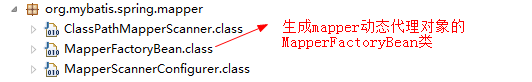 org.mybatis.spring.mapper
ClassPathMapperScanner.class
MapperFactoryBean.class
MapperScannerConfigurer.class
生成mapper动态代理对象的
MapperFactoryBean类